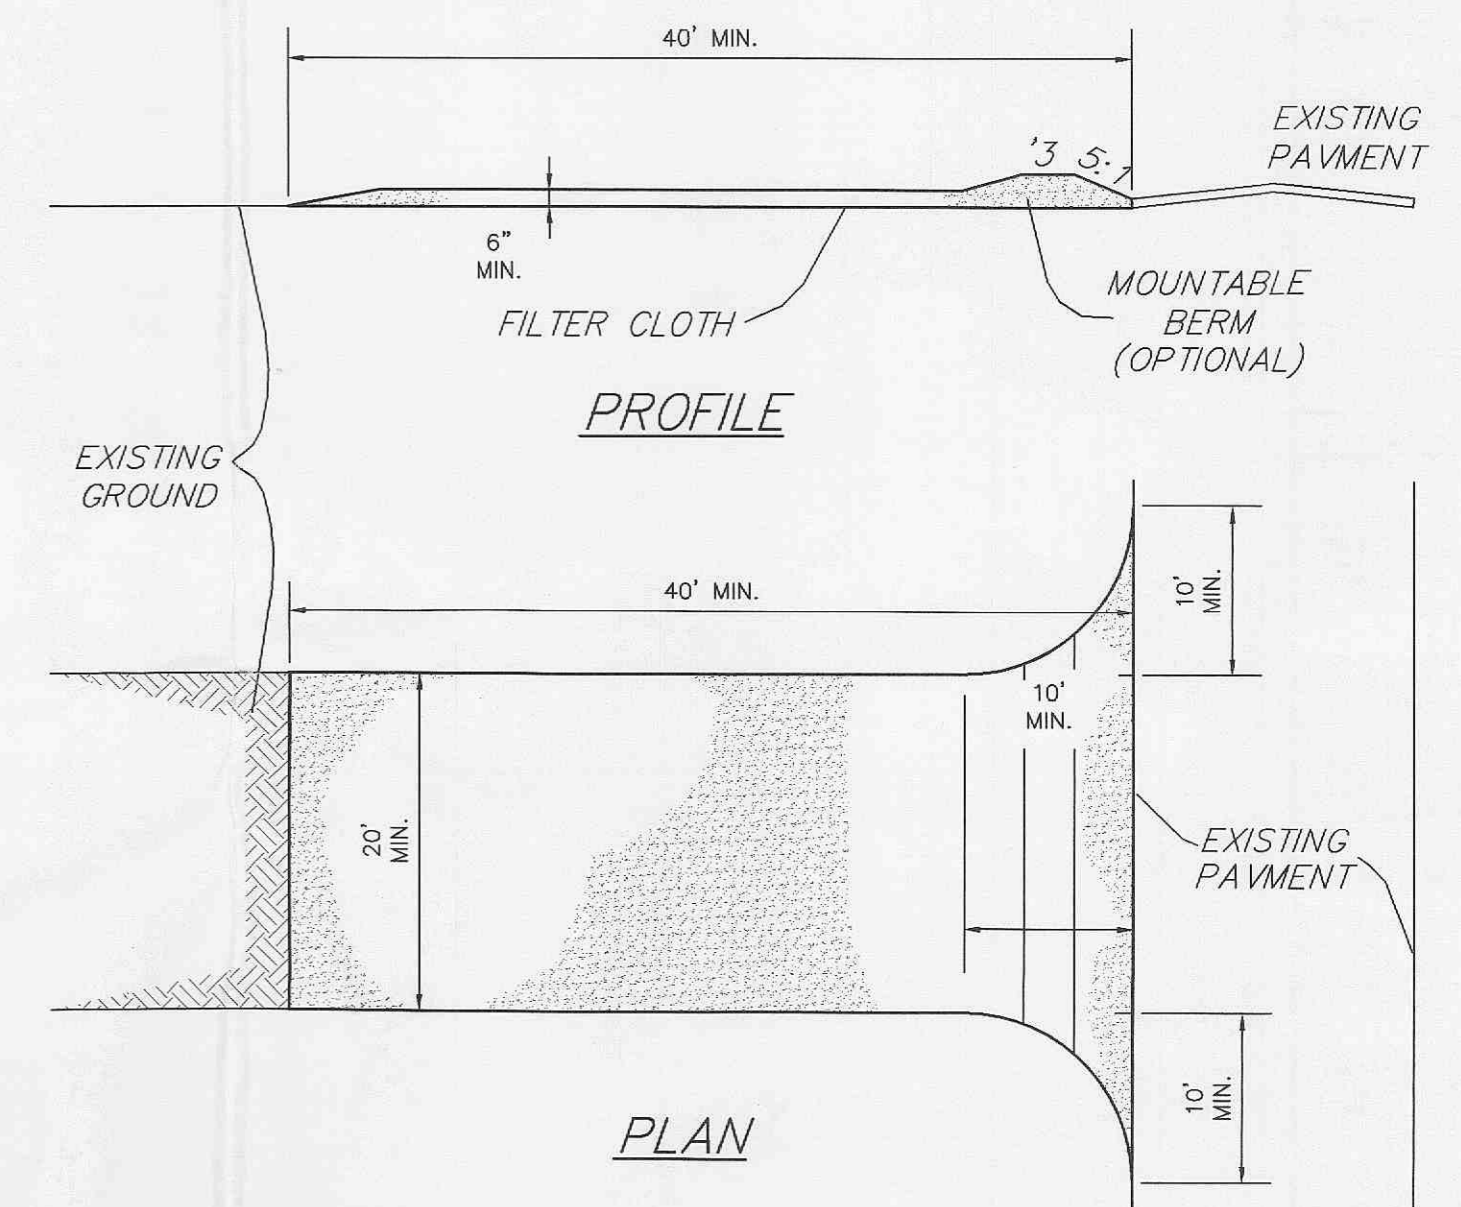 40' MIN.
EXISTING
PAVMENT
'3 5:1
6"
MIN.
FILTER CLOTH
MOUNTABLE
BERM
(OPTIONAL)
PROFILE
EXISTING
GROUND
40' MIN.
10'
MIN.
10'
MIN.
20'
MIN.
EXISTING
PAVMENT
10'
MIN.
PLAN